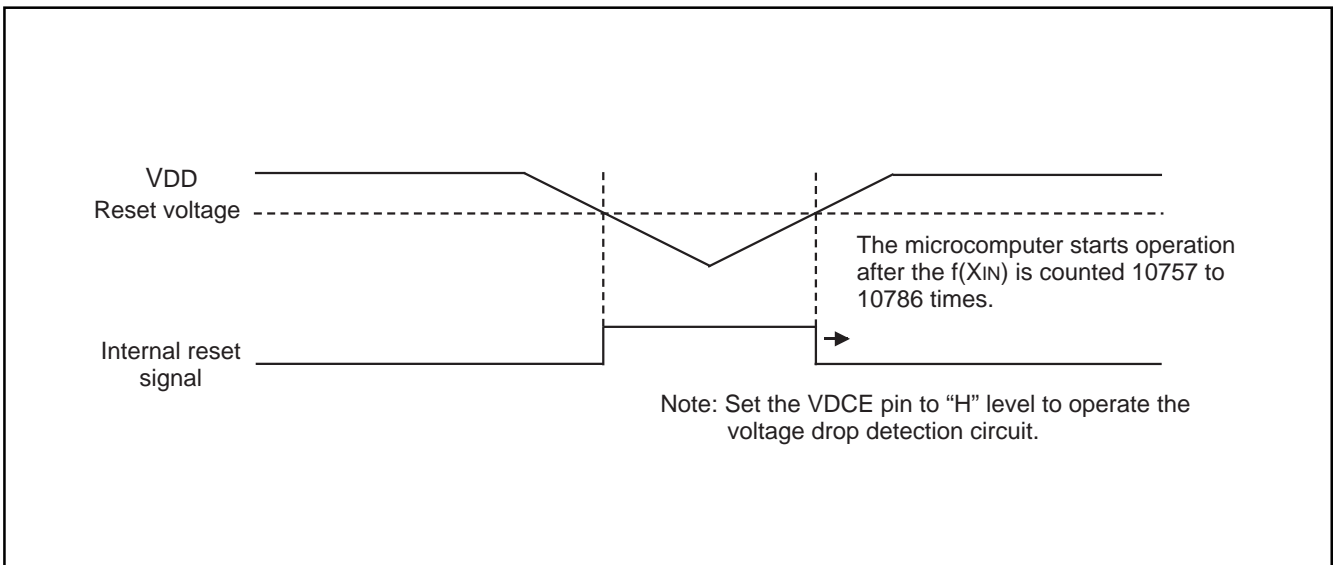 VDD
Reset voltage
The microcomputer starts operation
after the f(XIN) is counted 10757 to
10786 times.
Internal reset
signal
Note: Set the VDCE pin to “H” level to operate the
voltage drop detection circuit.